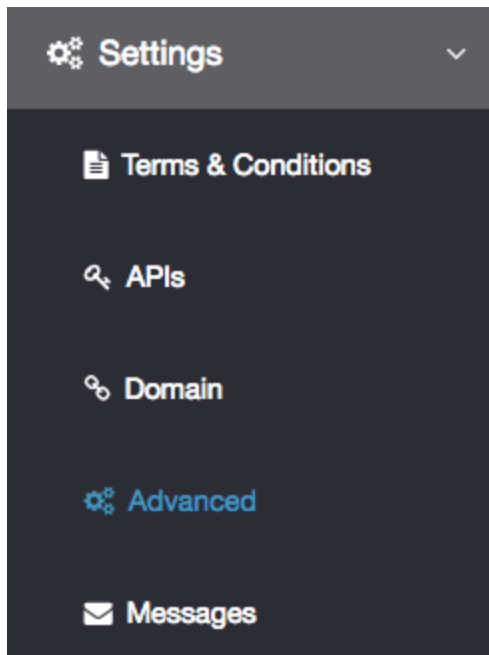 Settings
Terms & Conditions
APIs
Domain
Advanced
Messages